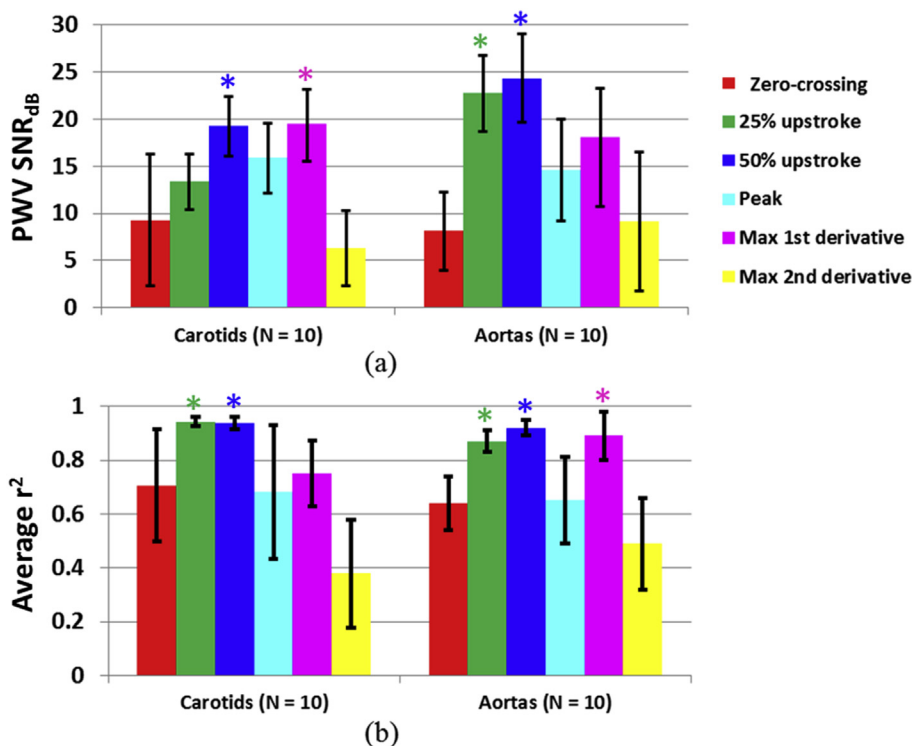 30
25
20
15
10
5
0
PWV SNR_dB
* * * *
Carotids (N = 10) Aortas (N = 10)
(a)
Zero-crossing
25% upstroke
50% upstroke
Peak
Max 1st derivative
Max 2nd derivative
1
0.8
0.6
0.4
0.2
0
Average r²
* * * * *
Carotids (N = 10) Aortas (N = 10)
(b)